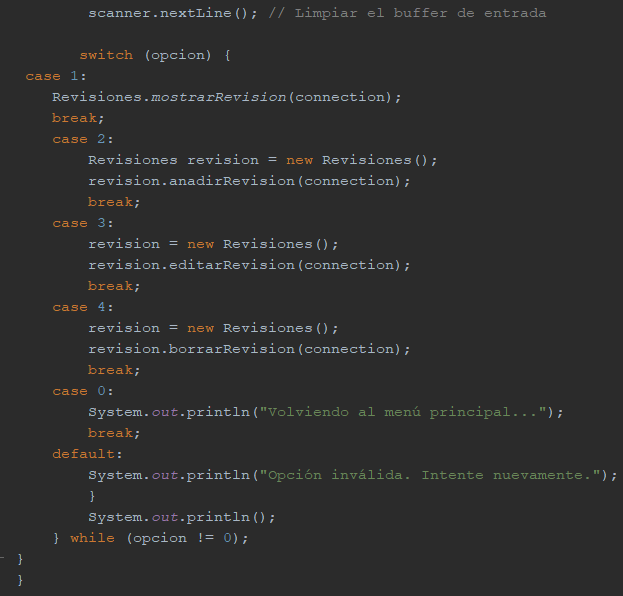 scanner.nextLine(); // Limpiar el buffer de entrada
switch (opcion) {
case 1:
Revisiones.mostrarRevision(connection);
break;
case 2:
Revisiones revision = new Revisiones();
revision.anadirRevision(connection);
break;
case 3:
revision = new Revisiones();
revision.editarRevision(connection);
break;
case 4:
revision = new Revisiones();
revision.borrarRevision(connection);
break;
case 0:
System.out.println("Volviendo al menú principal...");
break;
default:
System.out.println("Opción inválida. Intente nuevamente.");
}
System.out.println();
} while (opcion != 0);
}
}